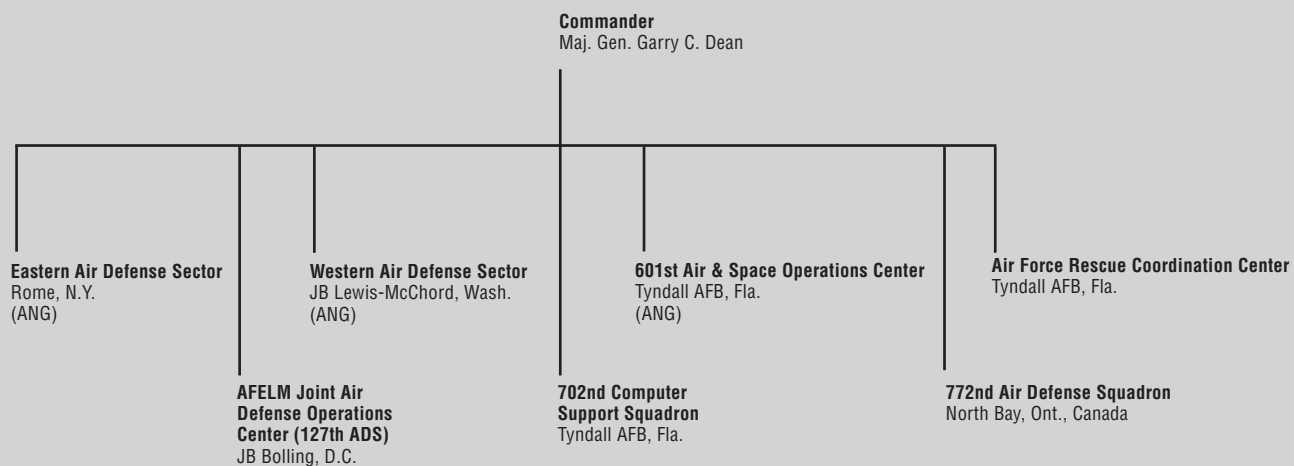 Commander
Maj. Gen. Garry C. Dean
Eastern Air Defense Sector
Rome, N.Y.
(ANG)
Western Air Defense Sector
JB Lewis-McChord, Wash.
(ANG)
601st Air & Space Operations Center
Tyndall AFB, Fla.
(ANG)
Air Force Rescue Coordination Center
Tyndall AFB, Fla.
AFELM Joint Air
Defense Operations
Center (127th ADS)
JB Bolling, D.C.
702nd Computer
Support Squadron
Tyndall AFB, Fla.
772nd Air Defense Squadron
North Bay, Ont., Canada